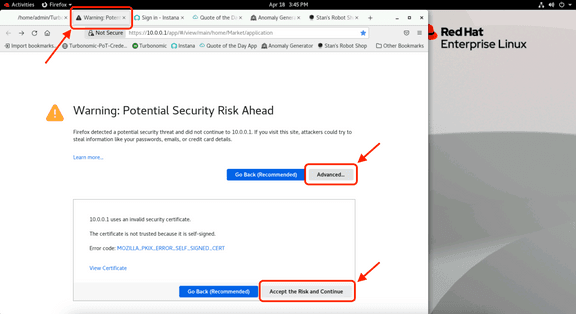 Activities Firefox Apr 18 3:45 PM
/home/admin/Turb Warning: Poten Sign in - Instana Quote of the Da Anomaly Generator Stan's Robot Shop
Not Secure https://10.0.0.1/app/#/view/main/home/Market/application
Import bookmarks... Turbonomic-PoT-Crede... Turbonomic Instana Quote of the Day App Anomaly Generator Stan's Robot Shop Other Bookmarks
Red Hat
Enterprise Linux
Warning: Potential Security Risk Ahead
Firefox detected a potential security threat and did not continue to 10.0.0.1. If you visit this site, attackers could try to
steal information like your passwords, emails, or credit card details.
Learn more...
Go Back (Recommended) Advanced...
10.0.0.1 uses an invalid security certificate.
The certificate is not trusted because it is self-signed.
Error code: MOZILLA_PKIX_ERROR_SELF_SIGNED_CERT
View Certificate
Go Back (Recommended) Accept the Risk and Continue